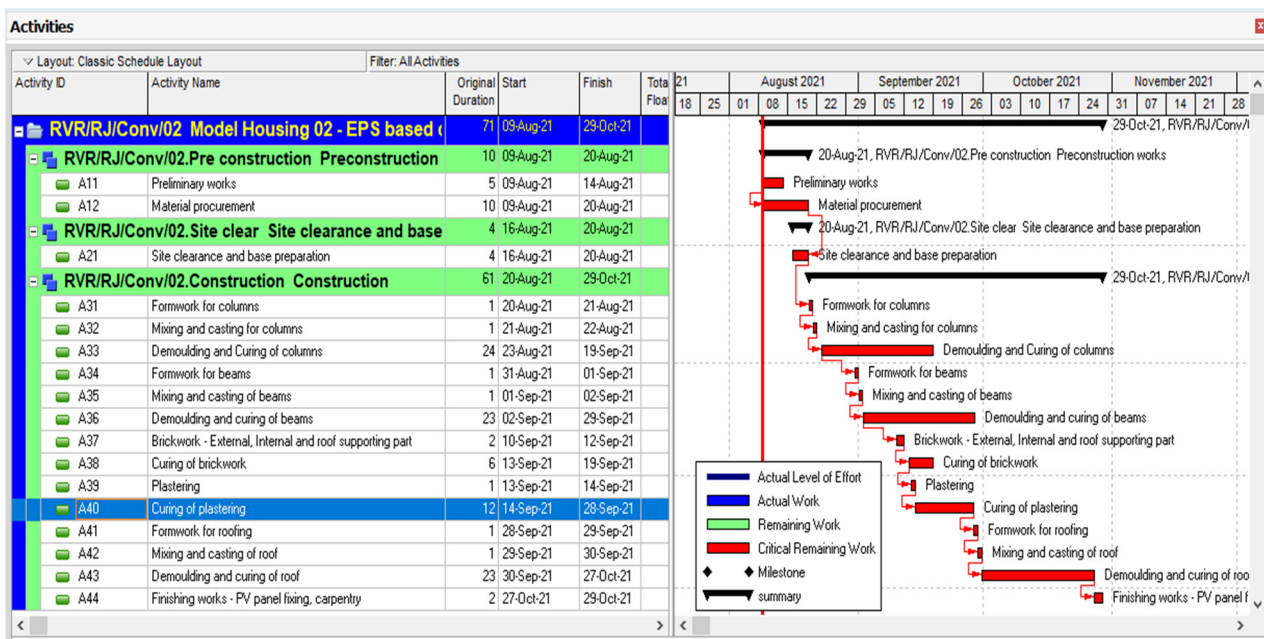 Activities
Layout: Classic Schedule Layout Filter: All Activities
Activity ID Activity Name Original Duration Start Finish Total Float
21 August 2021 September 2021 October 2021 November 2021
18 25 01 08 15 22 29 05 12 19 26 03 10 17 24 31 07 14 21 28
RVR/RJ/Conv/02 Model Housing 02 - EPS based 71 09-Aug-21 29-Oct-21 29-Oct-21, RVR/RJ/Conv/
RVR/RJ/Conv/02.Pre construction Preconstruction 10 09-Aug-21 20-Aug-21 20-Aug-21, RVR/RJ/Conv/02.Pre construction Preconstruction works
A11 Preliminary works 5 09-Aug-21 14-Aug-21 Preliminary works
A12 Material procurement 10 09-Aug-21 20-Aug-21 Material procurement
RVR/RJ/Conv/02.Site clear Site clearance and base 4 16-Aug-21 20-Aug-21 20-Aug-21, RVR/RJ/Conv/02.Site clear Site clearance and base preparation
A21 Site clearance and base preparation 4 16-Aug-21 20-Aug-21 Site clearance and base preparation
RVR/RJ/Conv/02.Construction Construction 61 20-Aug-21 29-Oct-21 29-Oct-21, RVR/RJ/Conv/
A31 Formwork for columns 1 20-Aug-21 21-Aug-21 Formwork for columns
A32 Mixing and casting for columns 1 21-Aug-21 22-Aug-21 Mixing and casting for columns
A33 Demoulding and Curing of columns 24 23-Aug-21 19-Sep-21 Demoulding and Curing of columns
A34 Formwork for beams 1 31-Aug-21 01-Sep-21 Formwork for beams
A35 Mixing and casting of beams 1 01-Sep-21 02-Sep-21 Mixing and casting of beams
A36 Demoulding and curing of beams 23 02-Sep-21 29-Sep-21 Demoulding and curing of beams
A37 Brickwork - External, Internal and roof supporting part 2 10-Sep-21 12-Sep-21 Brickwork - External, Internal and roof supporting part
A38 Curing of brickwork 6 13-Sep-21 19-Sep-21 Curing of brickwork
A39 Plastering 1 13-Sep-21 14-Sep-21 Plastering
A40 Curing of plastering 12 14-Sep-21 28-Sep-21 Curing of plastering
A41 Formwork for roofing 1 28-Sep-21 29-Sep-21 Formwork for roofing
A42 Mixing and casting of roof 1 29-Sep-21 30-Sep-21 Mixing and casting of roof
A43 Demoulding and curing of roof 23 30-Sep-21 27-Oct-21 Demoulding and curing of roo
A44 Finishing works - PV panel fixing, carpentry 2 27-Oct-21 29-Oct-21 Finishing works - PV panel f
Actual Level of Effort
Actual Work
Remaining Work
Critical Remaining Work
Milestone
summary